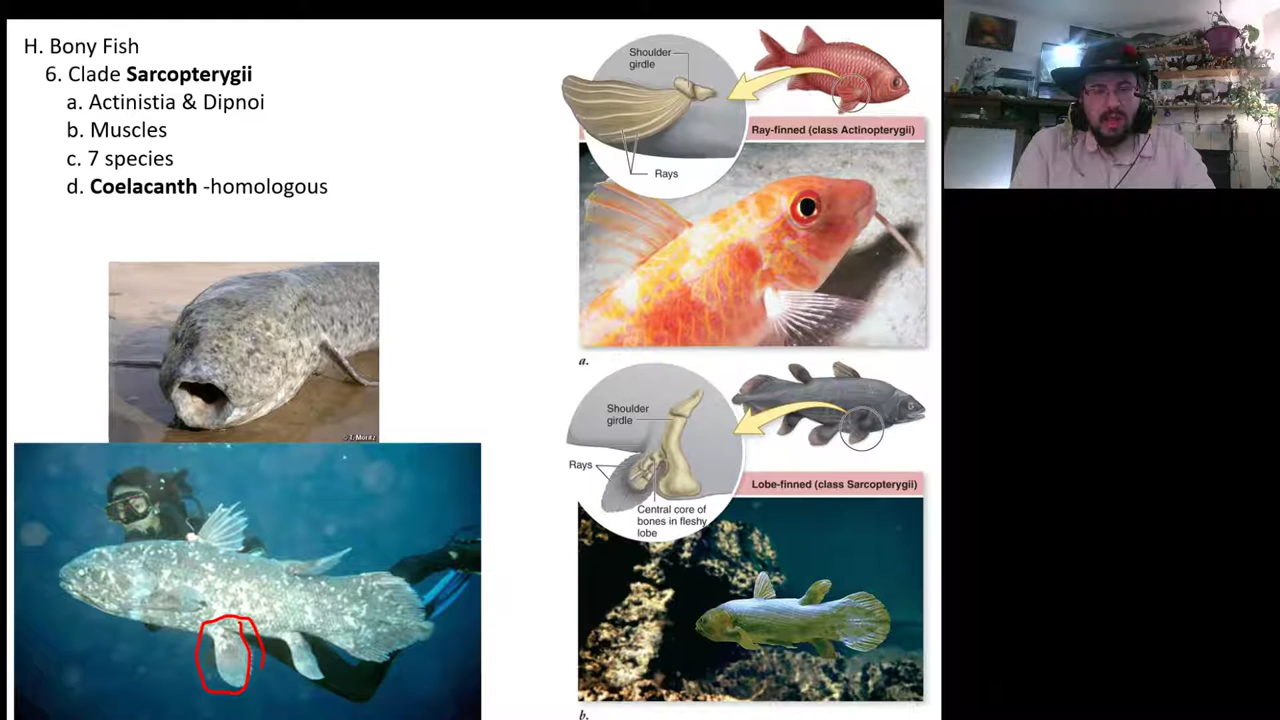 H. Bony Fish
6. Clade Sarcopterygii
a. Actinistia & Dipnoi
b. Muscles
c. 7 species
d. Coelacanth -homologous
© T. Moritz
Shoulder
girdle
Rays
Ray-finned (class Actinopterygii)
a.
Shoulder
girdle
Rays
Central core of
bones in fleshy
lobe
Lobe-finned (class Sarcopterygii)
b.